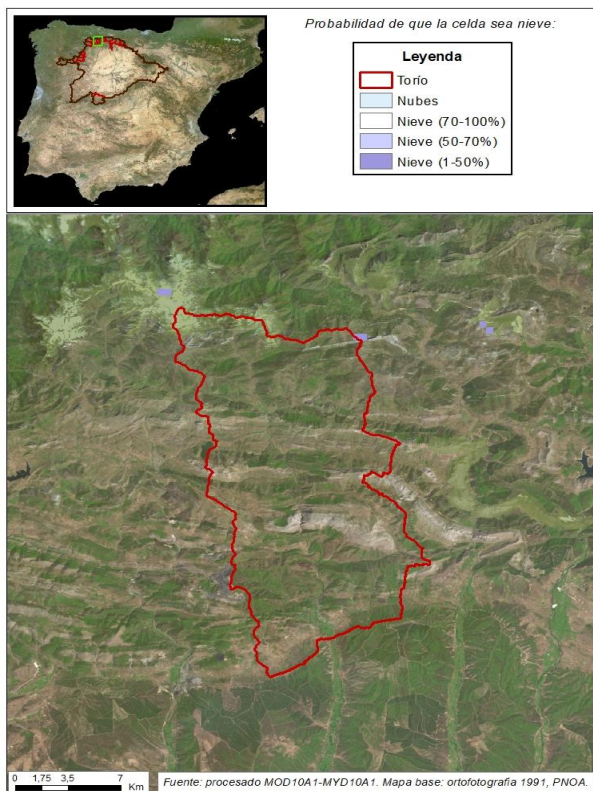 Probabilidad de que la celda sea nieve:
Leyenda
Torío
Nubes
Nieve (70-100%)
Nieve (50-70%)
Nieve (1-50%)
0 1,75 3,5 7
Km
Fuente: procesado MOD10A1-MYD10A1. Mapa base: ortofotografía 1991, PNOA.